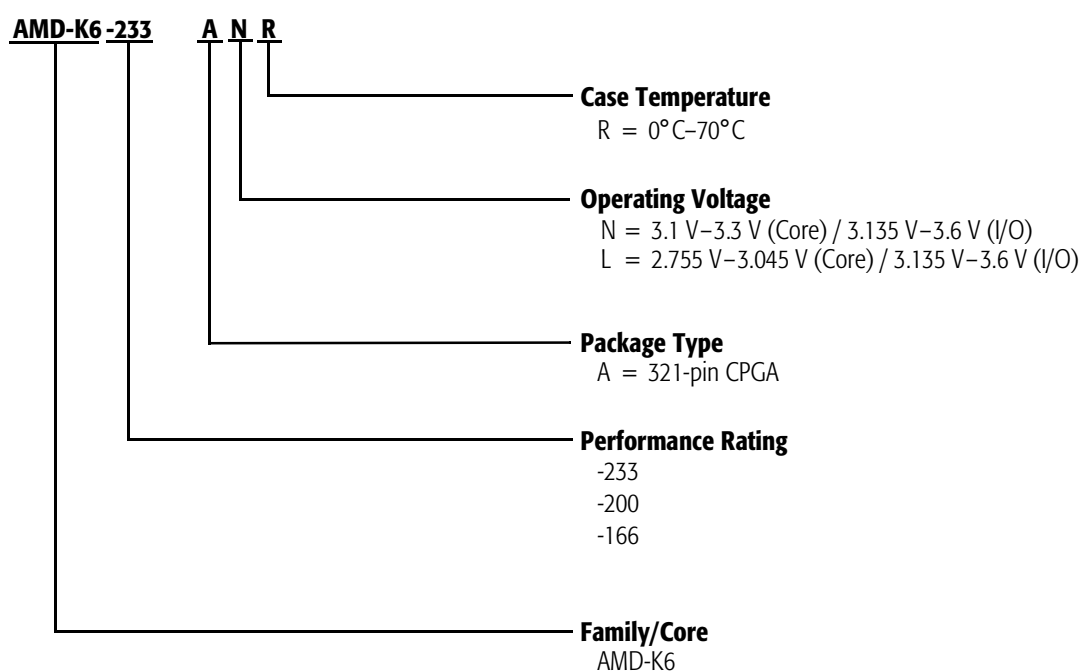 AMD-K6 -233 A N R
Case Temperature
R = 0°C–70°C
Operating Voltage
N = 3.1 V–3.3 V (Core) / 3.135 V–3.6 V (I/O)
L = 2.755 V–3.045 V (Core) / 3.135 V–3.6 V (I/O)
Package Type
A = 321-pin CPGA
Performance Rating
-233
-200
-166
Family/Core
AMD-K6